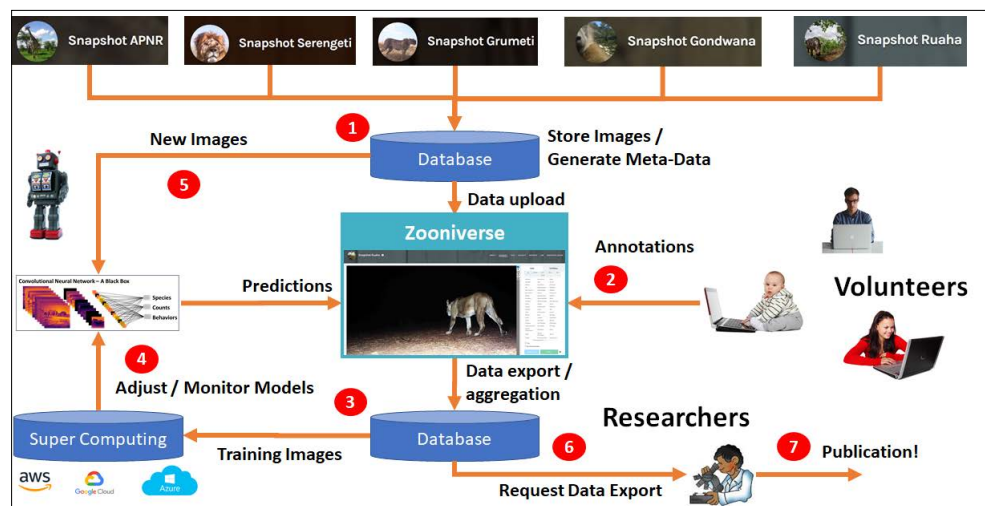 Snapshot APNR
Snapshot Serengeti
Snapshot Grumeti
Snapshot Gondwana
Snapshot Ruaha
1
New Images
Database
Store Images /
Generate Meta-Data
5
Data upload
Zooniverse
Annotations
2
Volunteers
Convolutional Neural Network – A Black Box
Species
Counts
Behaviors
Predictions
4
Adjust / Monitor Models
Data export /
aggregation
3
Researchers
Super Computing
Database
Training Images
6
7
Publication!
Request Data Export
aws
Google Cloud
Azure